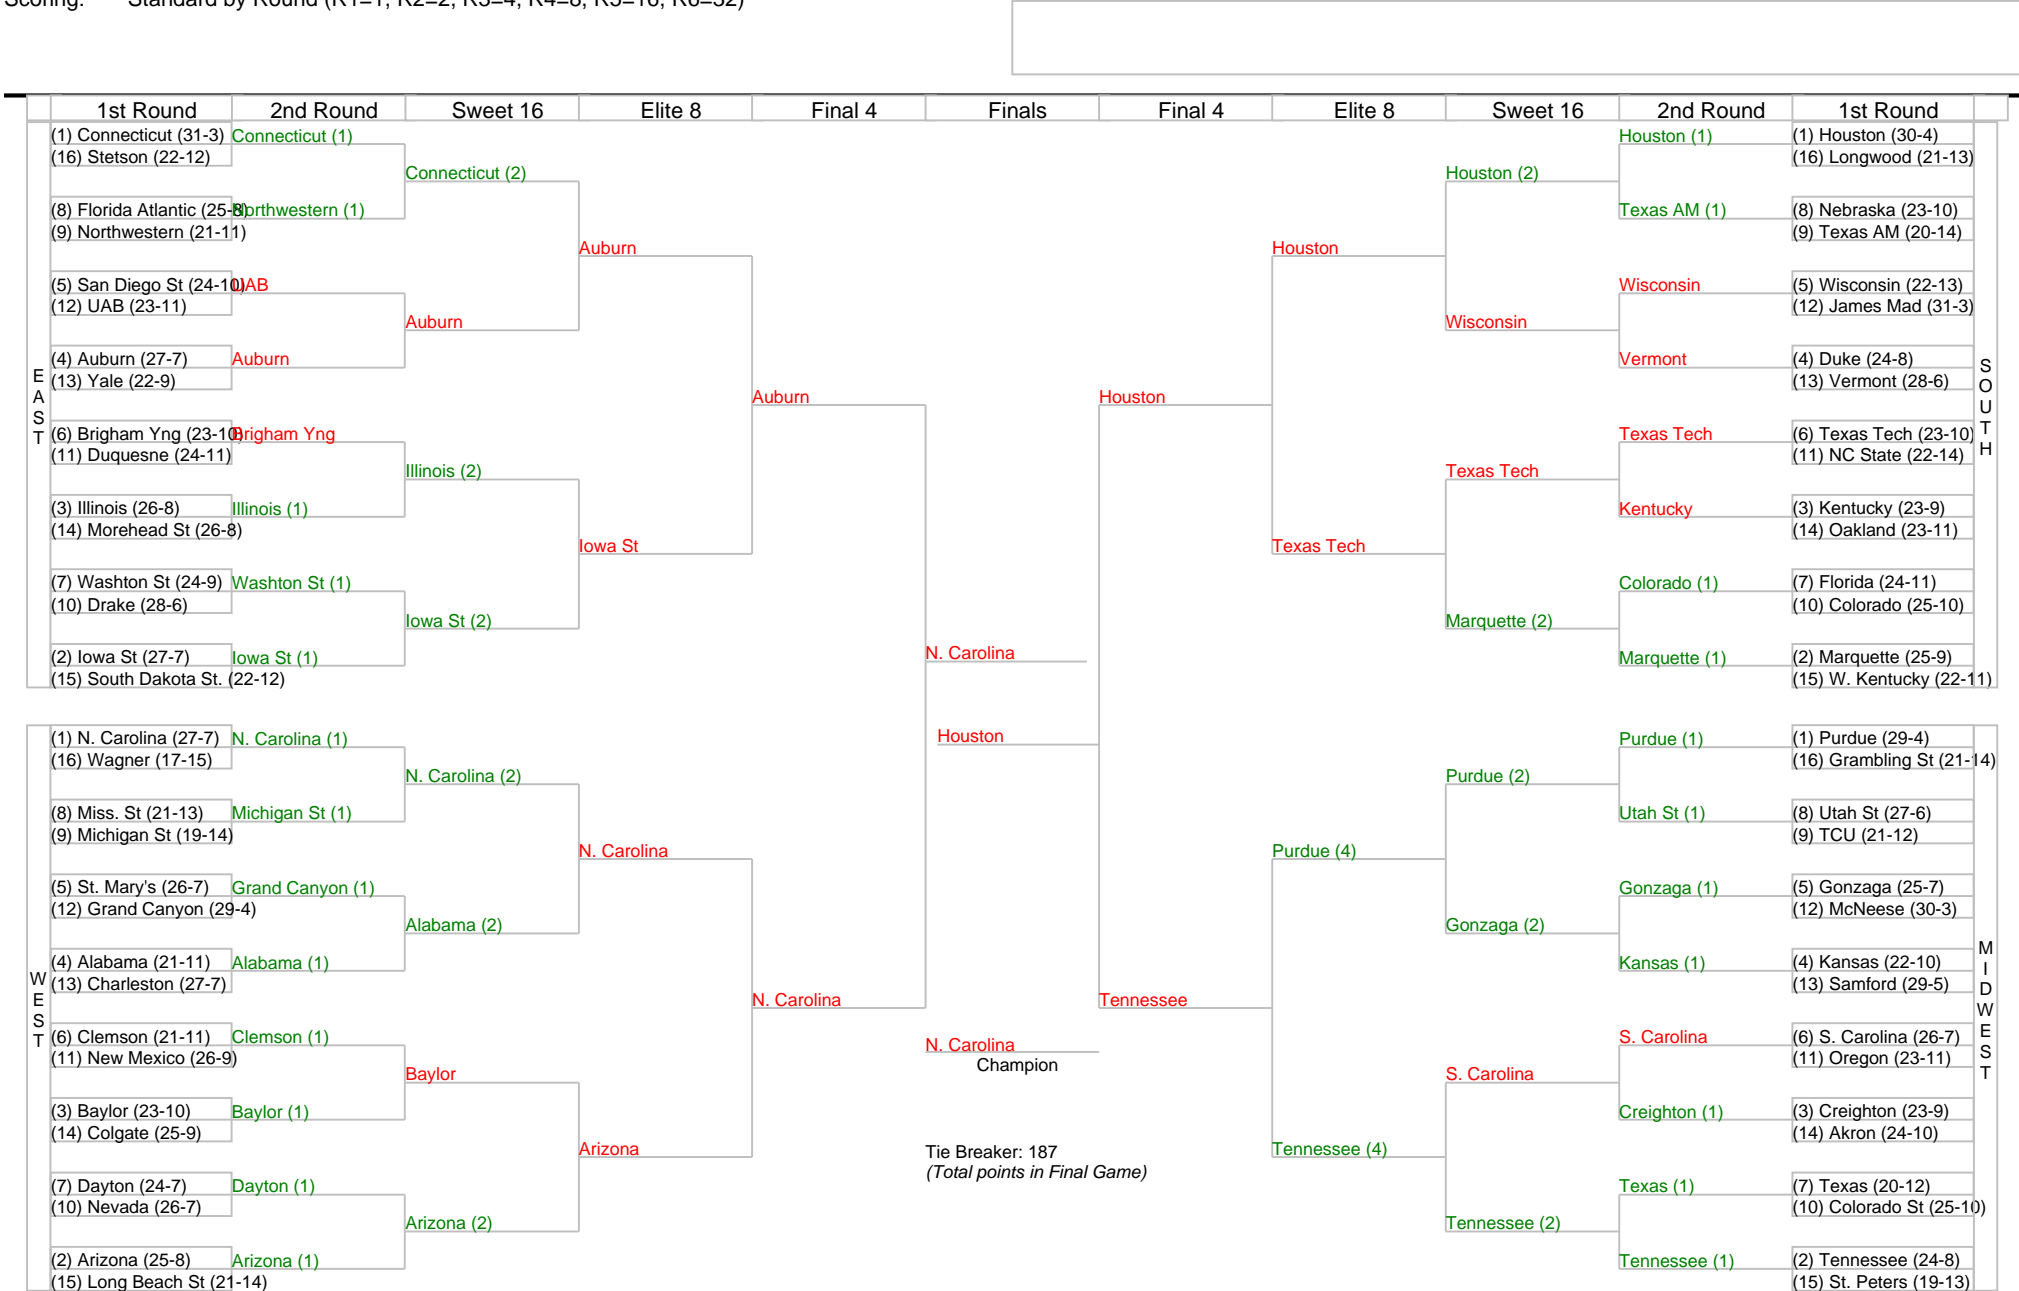 Scoring: Standard by Round (R1=1, R2=2, R3=4, R4=8, R5=16, R6=32)
1st Round 2nd Round Sweet 16 Elite 8 Final 4 Finals Final 4 Elite 8 Sweet 16 2nd Round 1st Round
EAST
(1) Connecticut (31-3)
(16) Stetson (22-12)
(8) Florida Atlantic (25-8)
(9) Northwestern (21-11)
(5) San Diego St (24-10)
(12) UAB (23-11)
(4) Auburn (27-7)
(13) Yale (22-9)
(6) Brigham Yng (23-10)
(11) Duquesne (24-11)
(3) Illinois (26-8)
(14) Morehead St (26-8)
(7) Washton St (24-9)
(10) Drake (28-6)
(2) Iowa St (27-7)
(15) South Dakota St. (22-12)
Connecticut (1)
Northwestern (1)
UAB
Auburn
Brigham Yng
Illinois (1)
Washton St (1)
Iowa St (1)
Connecticut (2)
Auburn
Illinois (2)
Iowa St (2)
Auburn
Iowa St
Auburn
WEST
(1) N. Carolina (27-7)
(16) Wagner (17-15)
(8) Miss. St (21-13)
(9) Michigan St (19-14)
(5) St. Mary's (26-7)
(12) Grand Canyon (29-4)
(4) Alabama (21-11)
(13) Charleston (27-7)
(6) Clemson (21-11)
(11) New Mexico (26-9)
(3) Baylor (23-10)
(14) Colgate (25-9)
(7) Dayton (24-7)
(10) Nevada (26-7)
(2) Arizona (25-8)
(15) Long Beach St (21-14)
N. Carolina (1)
Michigan St (1)
Grand Canyon (1)
Alabama (1)
Clemson (1)
Baylor (1)
Dayton (1)
Arizona (1)
N. Carolina (2)
Alabama (2)
Baylor
Arizona (2)
N. Carolina
Arizona
N. Carolina
N. Carolina
Houston
N. Carolina
Champion
Tie Breaker: 187
(Total points in Final Game)
Houston
Houston
Texas Tech
Houston (2)
Wisconsin
Texas Tech
Marquette (2)
Houston (1)
Texas AM (1)
Wisconsin
Vermont
Texas Tech
Kentucky
Colorado (1)
Marquette (1)
(1) Houston (30-4)
(16) Longwood (21-13)
(8) Nebraska (23-10)
(9) Texas AM (20-14)
(5) Wisconsin (22-13)
(12) James Mad (31-3)
(4) Duke (24-8)
(13) Vermont (28-6)
(6) Texas Tech (23-10)
(11) NC State (22-14)
(3) Kentucky (23-9)
(14) Oakland (23-11)
(7) Florida (24-11)
(10) Colorado (25-10)
(2) Marquette (25-9)
(15) W. Kentucky (22-11)
SOUTH
Tennessee
Purdue (4)
Tennessee (4)
Purdue (2)
Gonzaga (2)
S. Carolina
Tennessee (2)
Purdue (1)
Utah St (1)
Gonzaga (1)
Kansas (1)
S. Carolina
Creighton (1)
Texas (1)
Tennessee (1)
(1) Purdue (29-4)
(16) Grambling St (21-14)
(8) Utah St (27-6)
(9) TCU (21-12)
(5) Gonzaga (25-7)
(12) McNeese (30-3)
(4) Kansas (22-10)
(13) Samford (29-5)
(6) S. Carolina (26-7)
(11) Oregon (23-11)
(3) Creighton (23-9)
(14) Akron (24-10)
(7) Texas (20-12)
(10) Colorado St (25-10)
(2) Tennessee (24-8)
(15) St. Peters (19-13)
MIDWEST